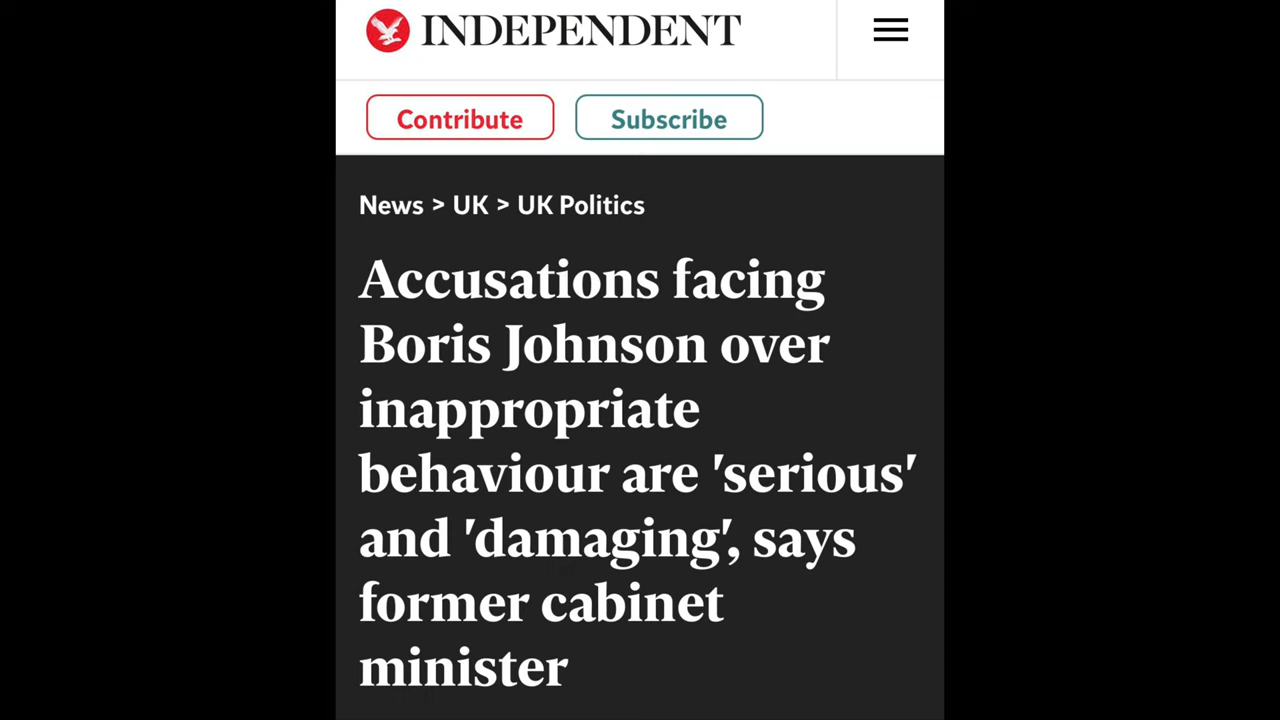 INDEPENDENT
Contribute
Subscribe
News > UK > UK Politics
Accusations facing
Boris Johnson over
inappropriate
behaviour are 'serious'
and 'damaging', says
former cabinet
minister